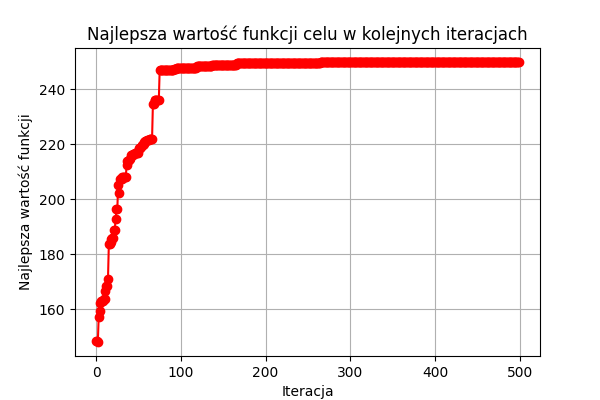 Najlepsza wartość funkcji celu w kolejnych iteracjach
Najlepsza wartość funkcji
240
220
200
180
160
0 100 200 300 400 500
Iteracja